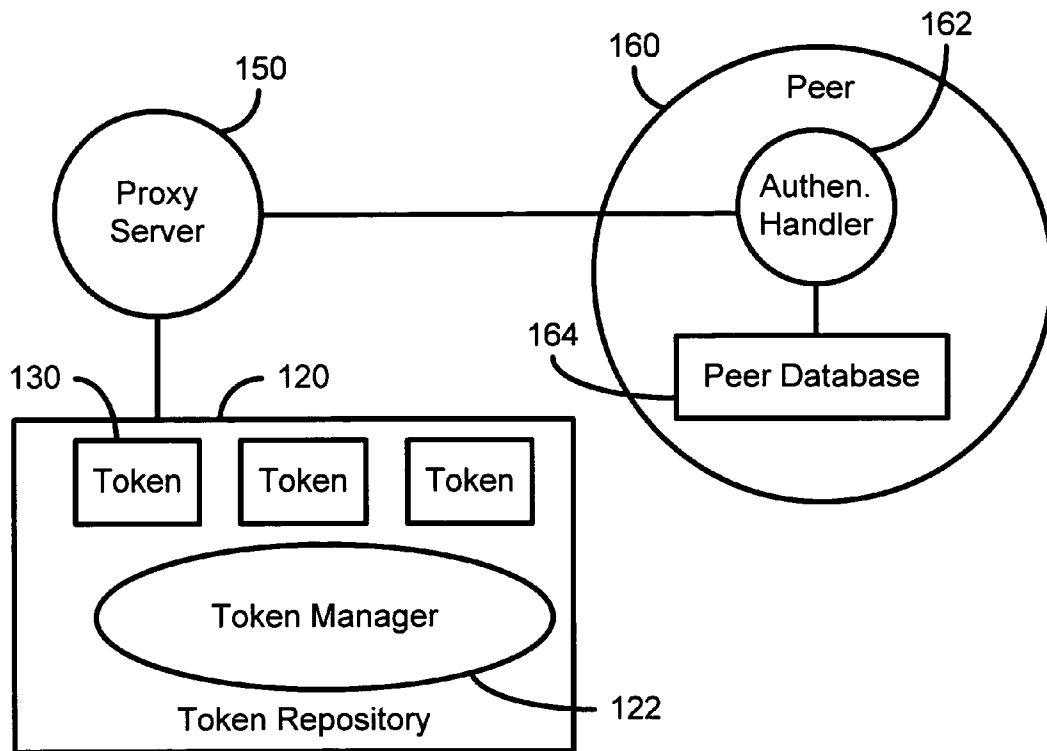 162
160
150
Peer
Proxy
Server
Authen.
Handler
164
Peer Database
130
120
Token
Token
Token
Token Manager
Token Repository
122